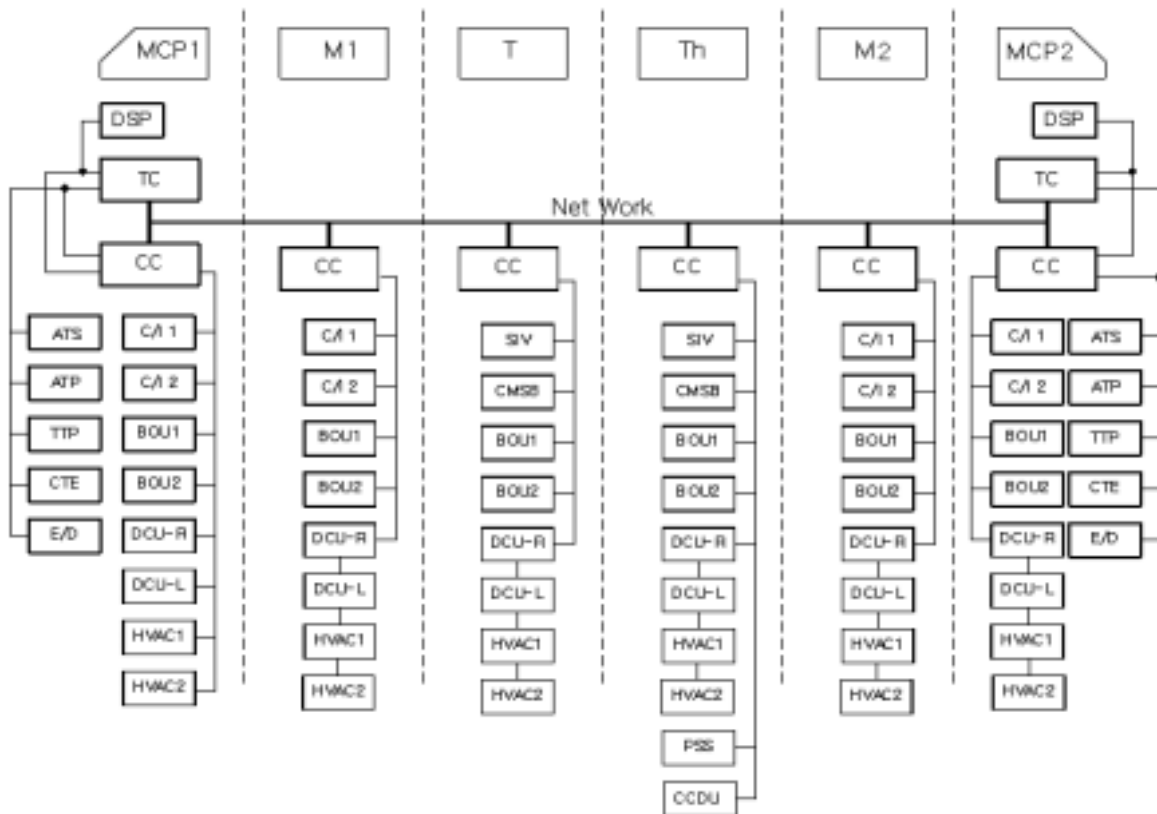 MCP1 M1 T Th M2 MCP2
DSP DSP
TC TC
Net Work
CC CC CC CC CC CC
ATS C/I 1 C/I 1 SIV SIV C/I 1 C/I 1 ATS
ATP C/I 2 C/I 2 CMSB CMSB C/I 2 C/I 2 ATP
TTP BOU1 BOU1 BOU1 BOU1 BOU1 BOU1 TTP
CTE BOU2 BOU2 BOU2 BOU2 BOU2 BOU2 CTE
E/D DCU-R DCU-R DCU-R DCU-R DCU-R DCU-R E/D
DCU-L DCU-L DCU-L DCU-L DCU-L DCU-L
HVAC1 HVAC1 HVAC1 HVAC1 HVAC1 HVAC1
HVAC2 HVAC2 HVAC2 HVAC2 HVAC2 HVAC2
PSS
CCDU